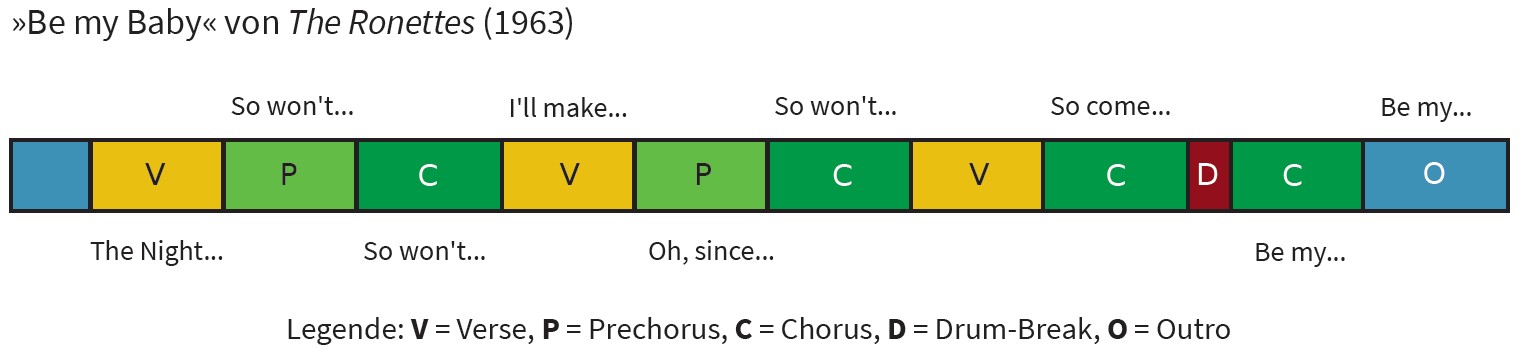 »Be my Baby« von The Ronettes (1963)
So won't... I'll make... So won't... So come... Be my...
V P C V P C V C D C O
The Night... So won't... Oh, since... Be my...
Legende: V = Verse, P = Prechorus, C = Chorus, D = Drum-Break, O = Outro